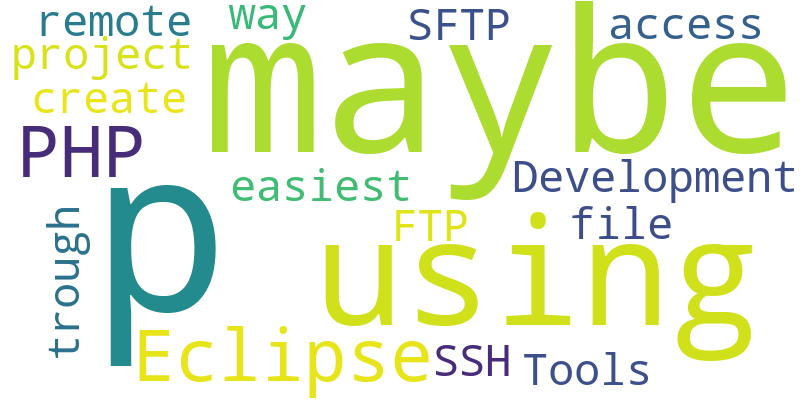 remote
way
SFTP
access
project
maybe
create
PHP
easiest
Development
p
trough
FTP
file
using
Eclipse
SSH
Tools